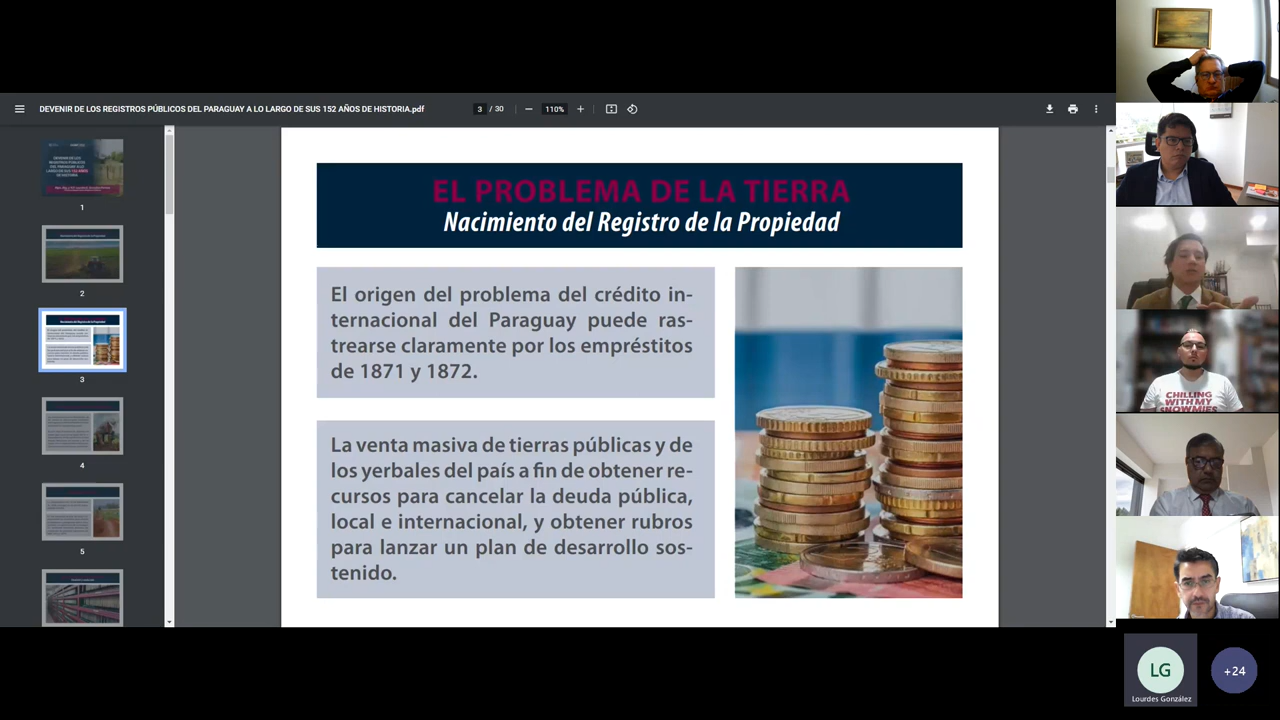 DEVENIR DE LOS REGISTROS PÚBLICOS DEL PARAGUAY A LO LARGO DE SUS 152 AÑOS DE HISTORIA.pdf
3 / 30
110%
1
2
3
4
5
EL PROBLEMA DE LA TIERRA
Nacimiento del Registro de la Propiedad
El origen del problema del crédito in-
ternacional del Paraguay puede ras-
trearse claramente por los empréstitos
de 1871 y 1872.
La venta masiva de tierras públicas y de
los yerbales del país a fin de obtener re-
cursos para cancelar la deuda pública,
local e internacional, y obtener rubros
para lanzar un plan de desarrollo sos-
tenido.
CHILLING
WITH MY
SNOWMIES
LG
Lourdes González
+24